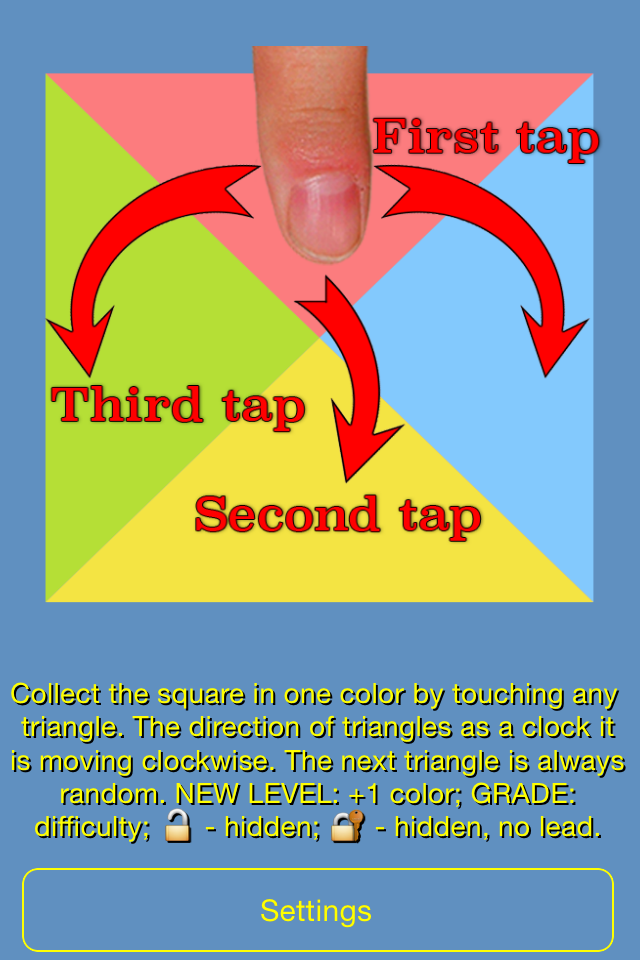 First tap
Third tap
Second tap
Collect the square in one color by touching any
triangle. The direction of triangles as a clock it
is moving clockwise. The next triangle is always
random. NEW LEVEL: +1 color; GRADE:
difficulty; 🔓 - hidden; 🔐 - hidden, no lead.
Settings